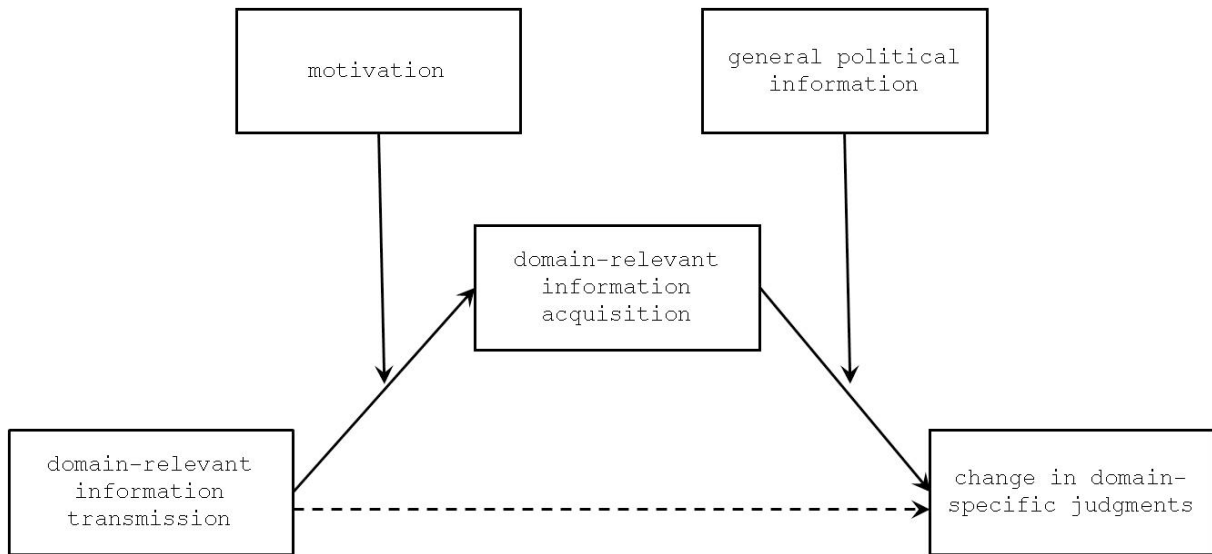 motivation
general political
information
domain-relevant
information
acquisition
domain-relevant
information
transmission
change in domain-
specific judgments